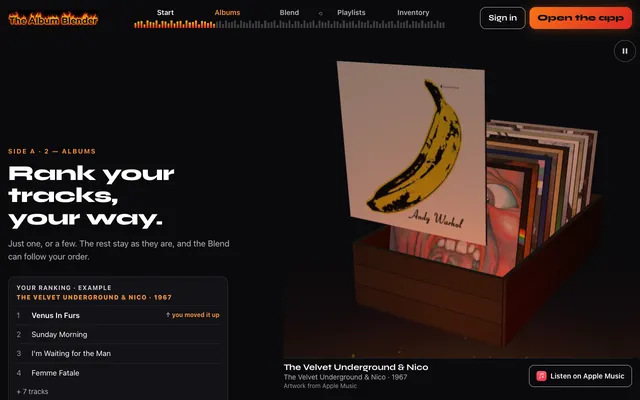 The Album Blender
Start
Albums
Blend
Playlists
Inventory
Sign in
Open the app
SIDE A · 2 — ALBUMS
Rank your
tracks,
your way.
Just one, or a few. The rest stay as they are, and the Blend
can follow your order.
YOUR RANKING · EXAMPLE
THE VELVET UNDERGROUND & NICO · 1967
1 Venus In Furs ↑ you moved it up
2 Sunday Morning
3 I'm Waiting for the Man
4 Femme Fatale
+ 7 tracks
Andy Warhol
The Velvet Underground & Nico
The Velvet Underground & Nico · 1967
Artwork from Apple Music
Listen on Apple Music